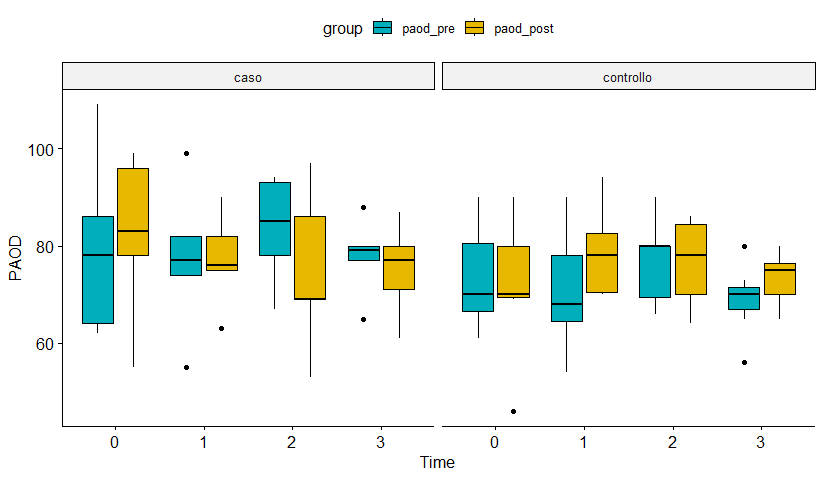 group paod_pre paod_post
caso controllo
100
80
60
PAOD
0 1 2 3 0 1 2 3
Time